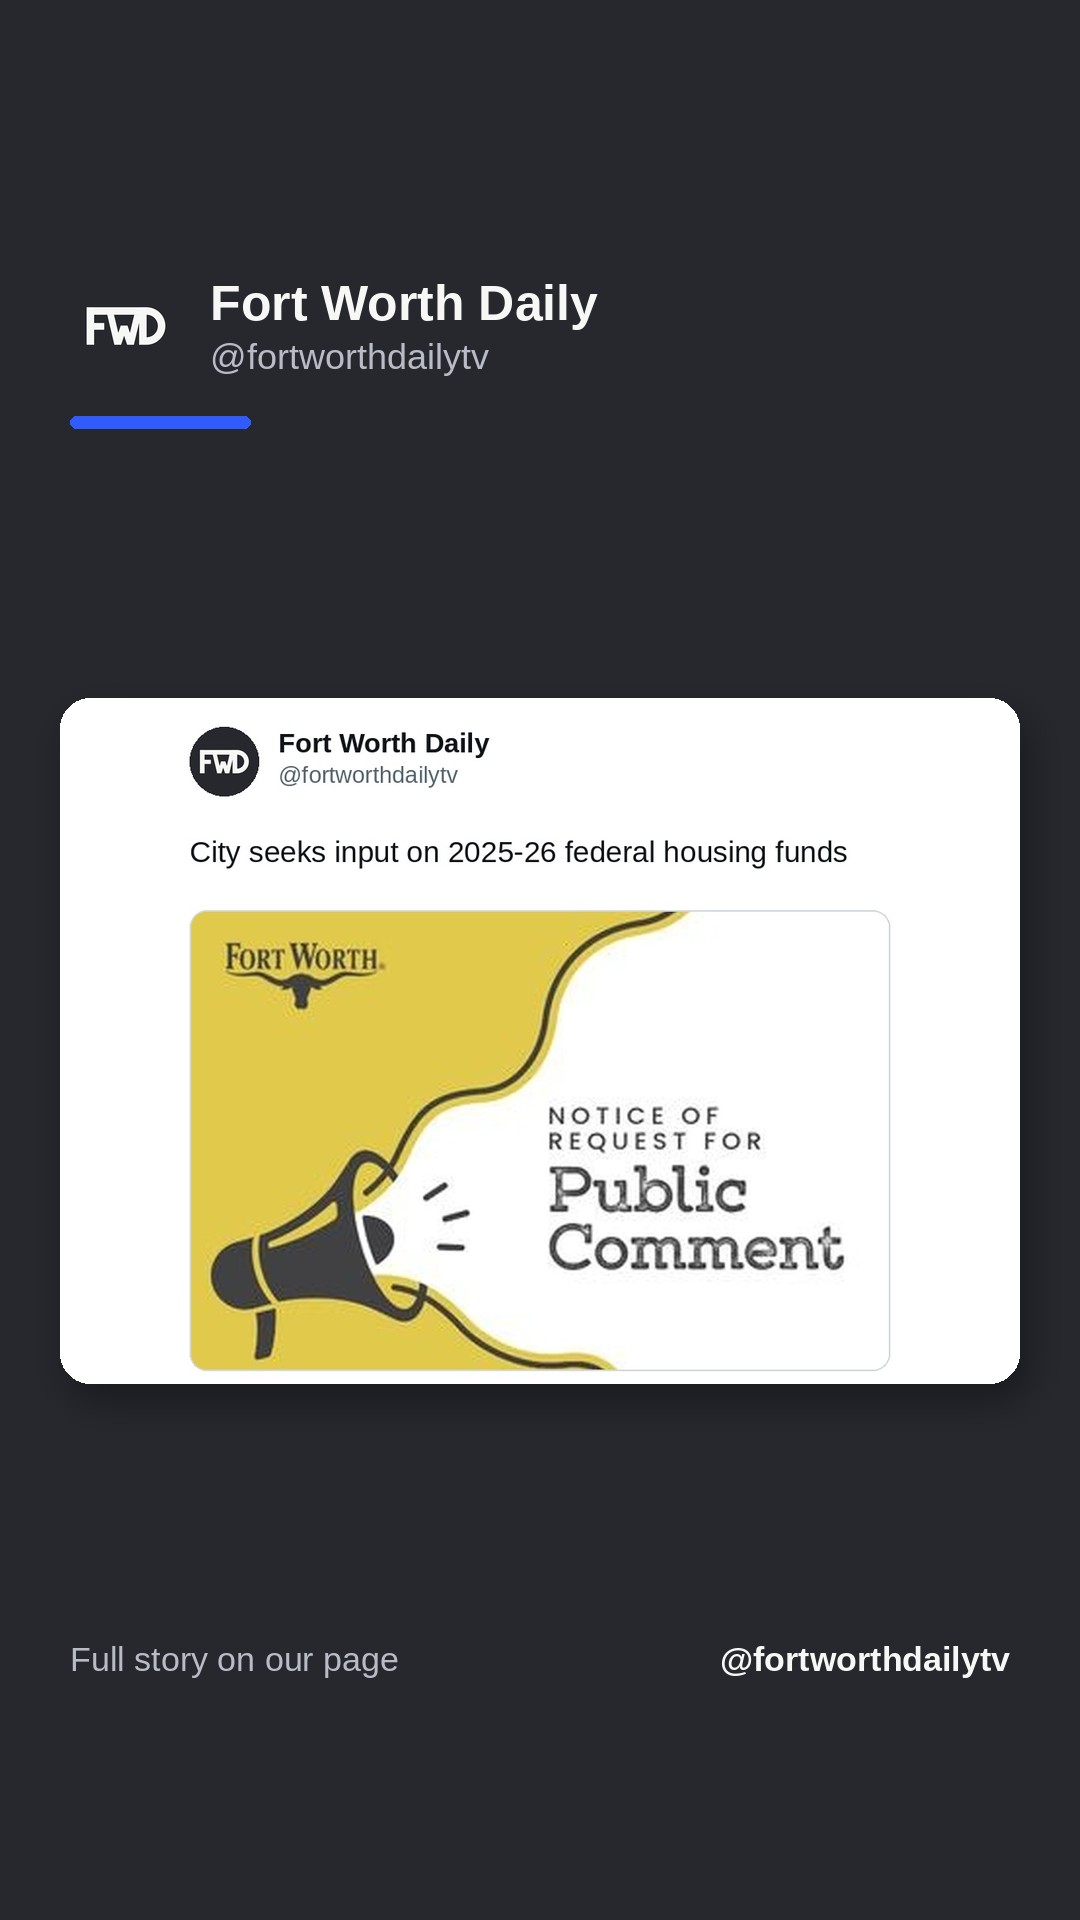 FWD
Fort Worth Daily
@fortworthdailytv
FWD
Fort Worth Daily
@fortworthdailytv
City seeks input on 2025-26 federal housing funds
FORT WORTH®
NOTICE OF
REQUEST FOR
Public
Comment
Full story on our page
@fortworthdailytv